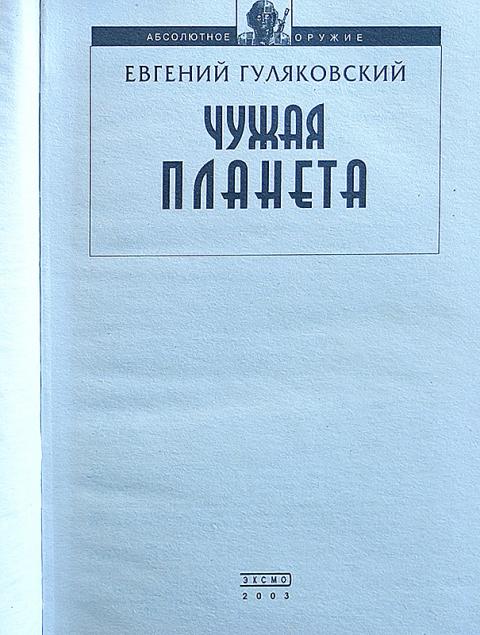 АБСОЛЮТНОЕ ОРУЖИЕ
ЕВГЕНИЙ ГУЛЯКОВСКИЙ
ЧУЖАЯ
ПЛАНЕТА
ЭКСМО
2003